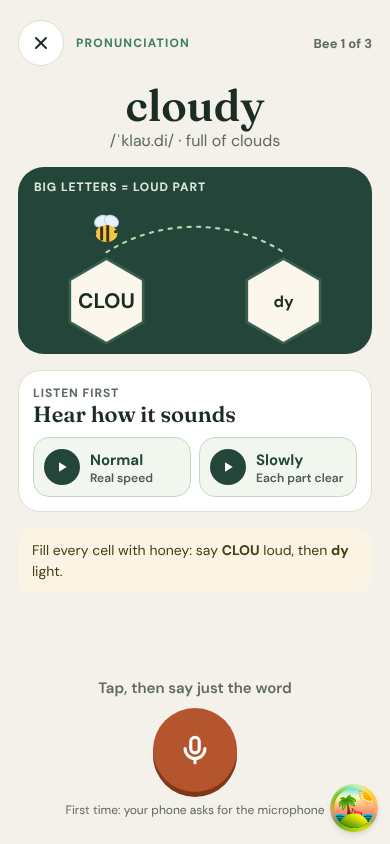 PRONUNCIATION
Bee 1 of 3
cloudy
/ˈklaʊ.di/ · full of clouds
BIG LETTERS = LOUD PART
CLOU
dy
LISTEN FIRST
Hear how it sounds
Normal
Real speed
Slowly
Each part clear
Fill every cell with honey: say CLOU loud, then dy
light.
Tap, then say just the word
First time: your phone asks for the microphone